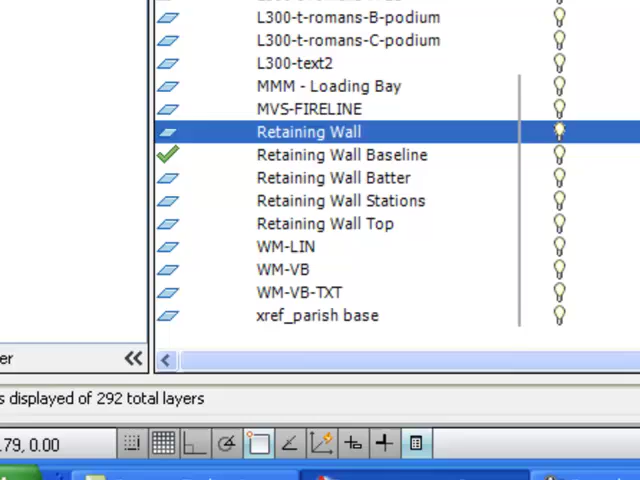 L300-t-romans-B-podium
L300-t-romans-C-podium
L300-text2
MMM - Loading Bay
MVS-FIRELINE
Retaining Wall
Retaining Wall Baseline
Retaining Wall Batter
Retaining Wall Stations
Retaining Wall Top
WM-LIN
WM-VB
WM-VB-TXT
xref_parish base
er
s displayed of 292 total layers
.79, 0.00